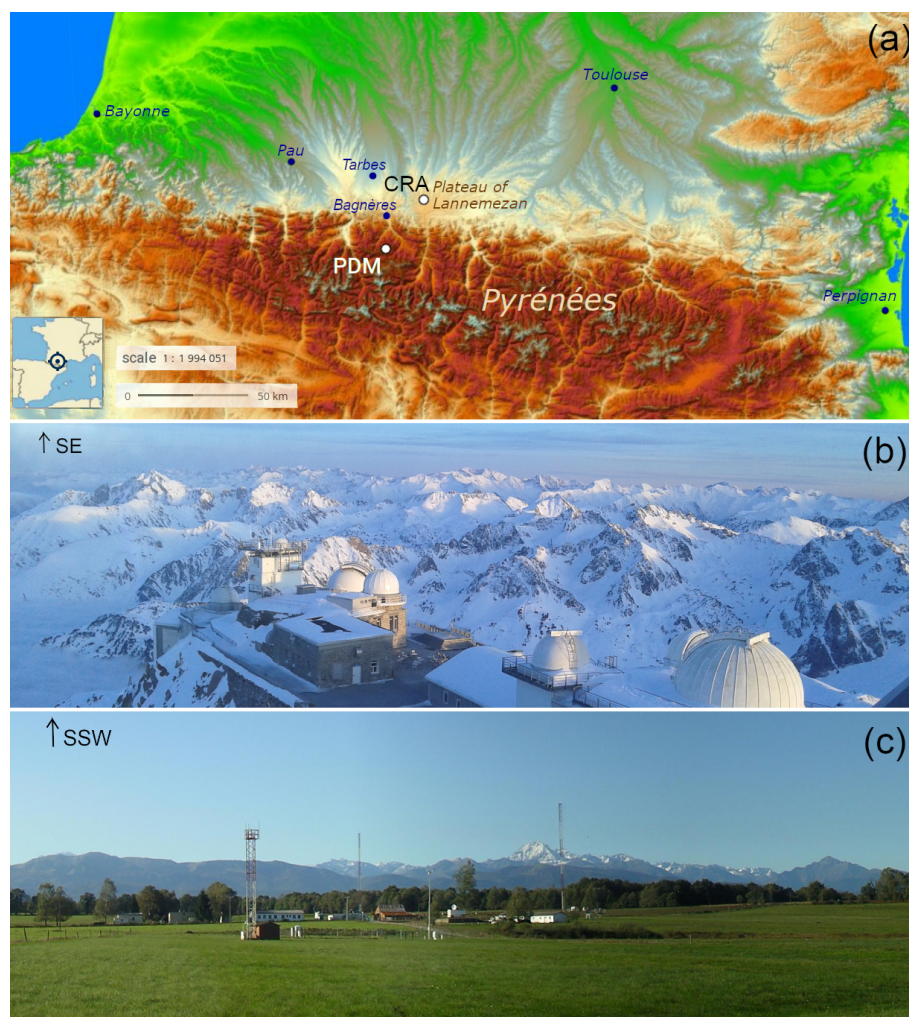 (a)
Toulouse
Bayonne
Pau
Tarbes
CRA
Plateau of
Lannemezan
Bagnères
PDM
Pyrénées
Perpignan
scale 1 : 1 994 051
0 50 km
↑ SE
(b)
↑ SSW
(c)